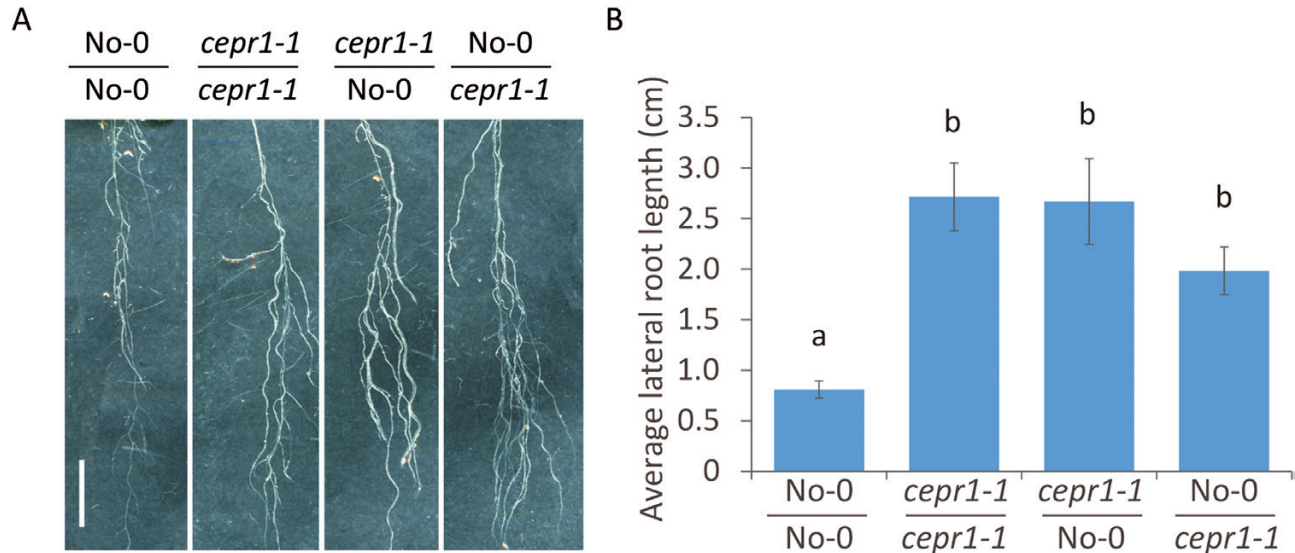 A
No-0 cepr1-1 cepr1-1 No-0
No-0 cepr1-1 No-0 cepr1-1
B
Average lateral root legnth (cm)
3.5
3.0
2.5
2.0
1.5
1.0
0.5
0
a
b
b
b
No-0 cepr1-1 cepr1-1 No-0
No-0 cepr1-1 No-0 cepr1-1